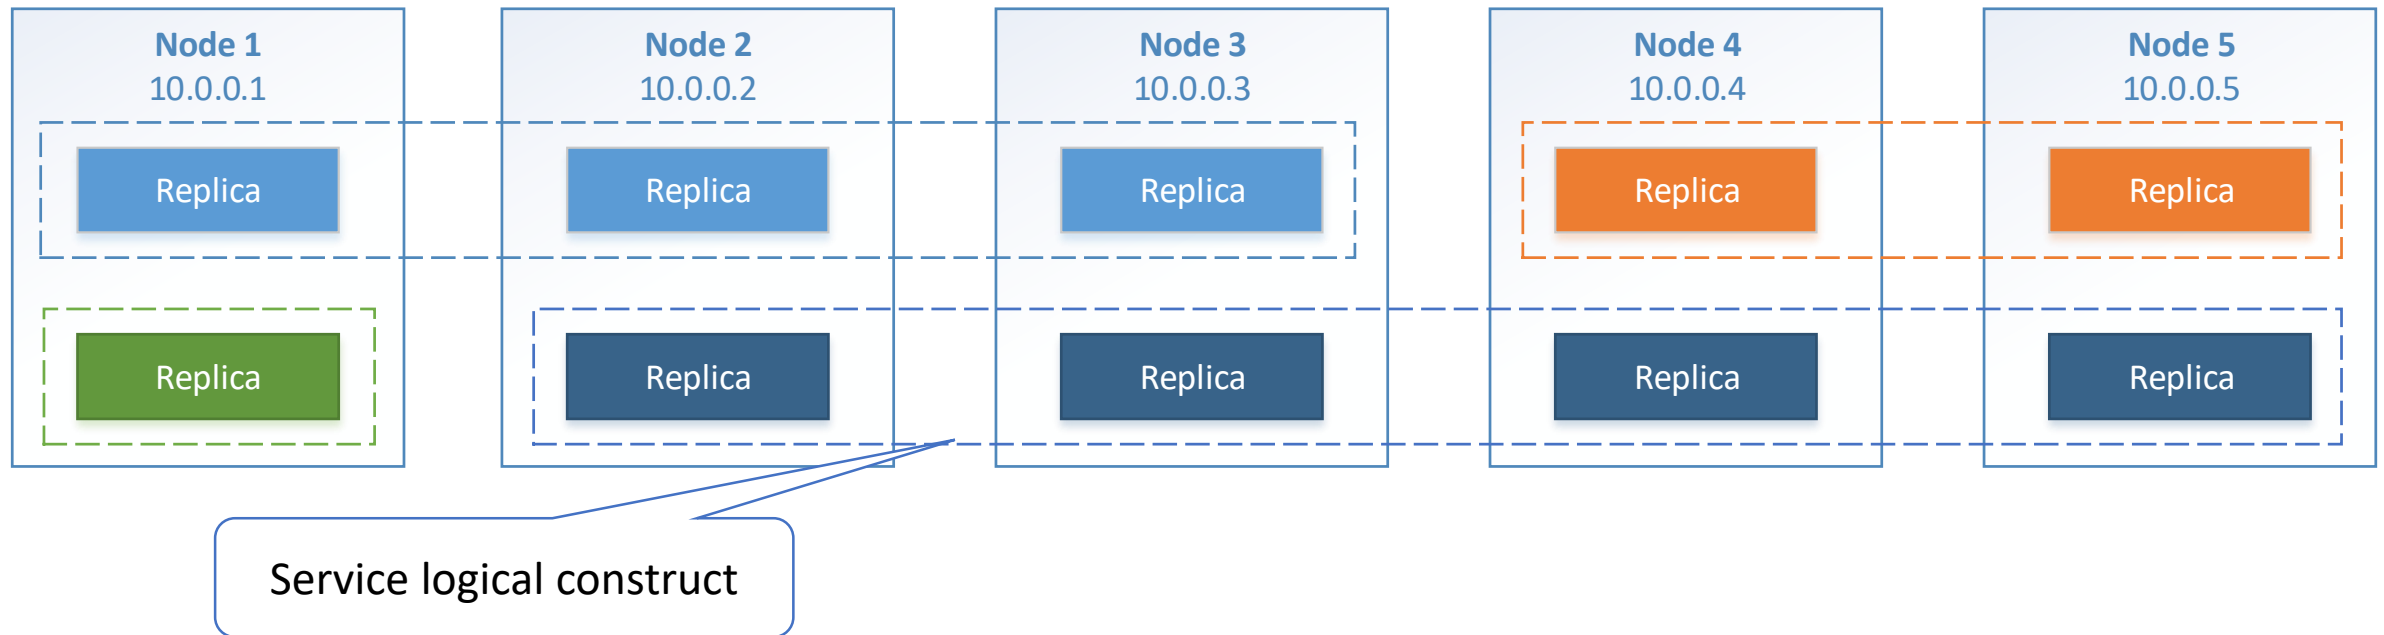 Node 1
10.0.0.1
Node 2
10.0.0.2
Node 3
10.0.0.3
Node 4
10.0.0.4
Node 5
10.0.0.5
Replica
Replica
Replica
Replica
Replica
Replica
Replica
Replica
Replica
Replica
Service logical construct